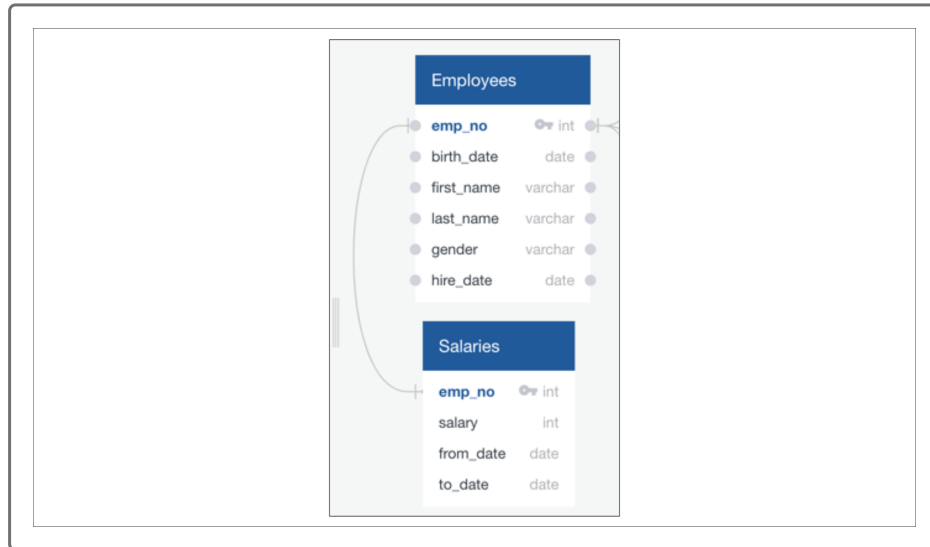 Employees
emp_no int
birth_date date
first_name varchar
last_name varchar
gender varchar
hire_date date
Salaries
emp_no int
salary int
from_date date
to_date date